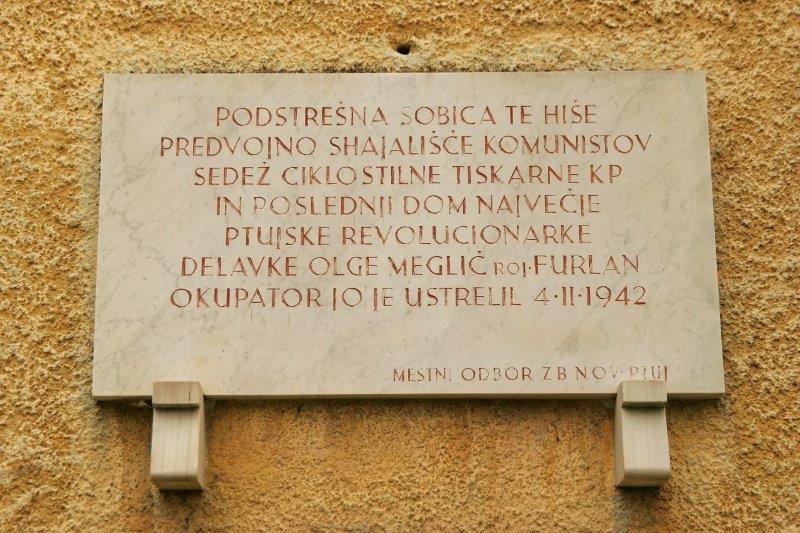 PODSTREŠNA SOBICA TE HIŠE
PREDVOJNO SHAJALIŠČE KOMUNISTOV
SEDEŽ CIKLOSTILNE TISKARNE KP
IN POSLEDNJI DOM NAJVEČJE
PTUJSKE REVOLUCIONARKE
DELAVKE OLGE MEGLIČ ROJ·FURLAN
OKUPATOR JO JE USTRELIL 4·II·1942
MESTNI ODBOR ZB NOV PTUJ